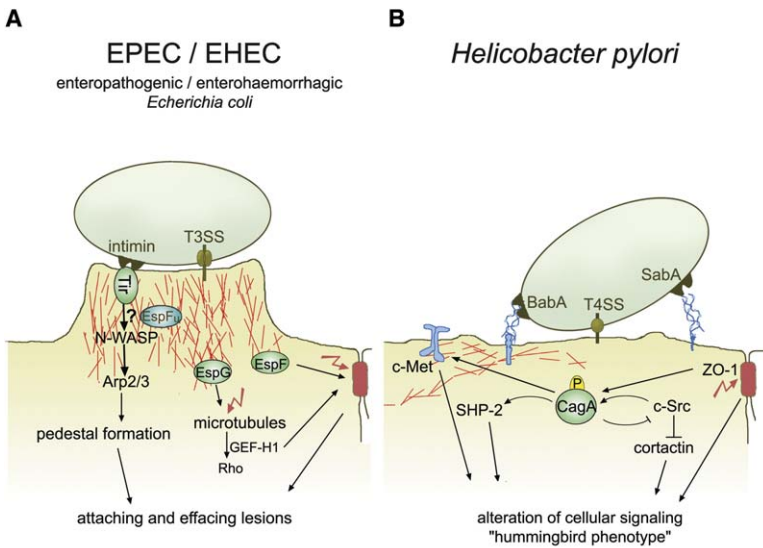 A
EPEC / EHEC
enteropathogenic / enterohaemorrhagic
Echerichia coli
intimin
T3SS
Tir
?
EspFu
N-WASP
EspG
EspF
Arp2/3
pedestal formation
microtubules
GEF-H1
Rho
attaching and effacing lesions
B
Helicobacter pylori
BabA
T4SS
SabA
c-Met
ZO-1
P
CagA
SHP-2
c-Src
cortactin
alteration of cellular signaling
"hummingbird phenotype"